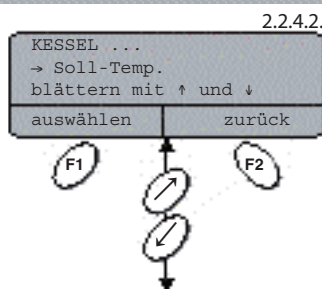 2.2.4.2.
KESSEL ...
→ Soll-Temp.
blättern mit ↑ und ↓
auswählen zurück
F1 F2